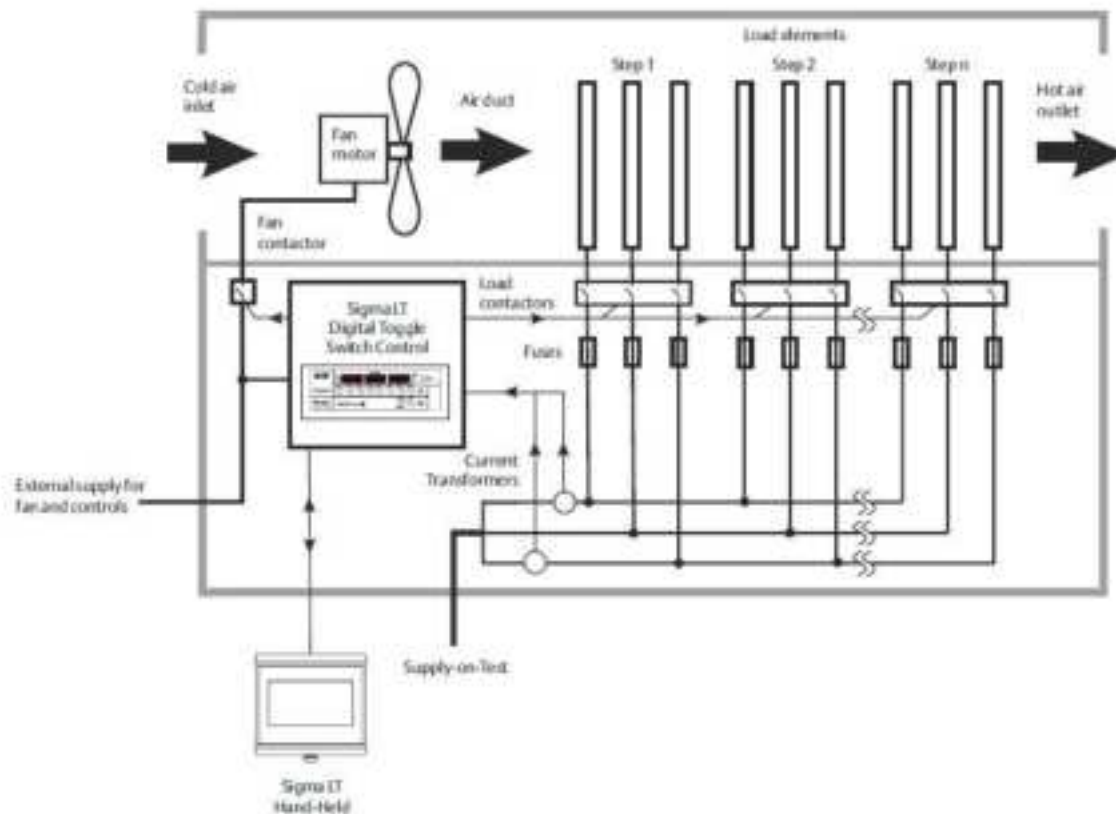 Load elements
Step 1
Step 2
Step n
Cold air
inlet
Air duct
Hot air
outlet
Fan
motor
Fan
contactor
Load
contactors
Sigma LT
Digital Toggle
Switch Control
Fuses
Current
Transformers
External supply for
fan and controls
Supply-on-Test
Sigma LT
Hand-Held